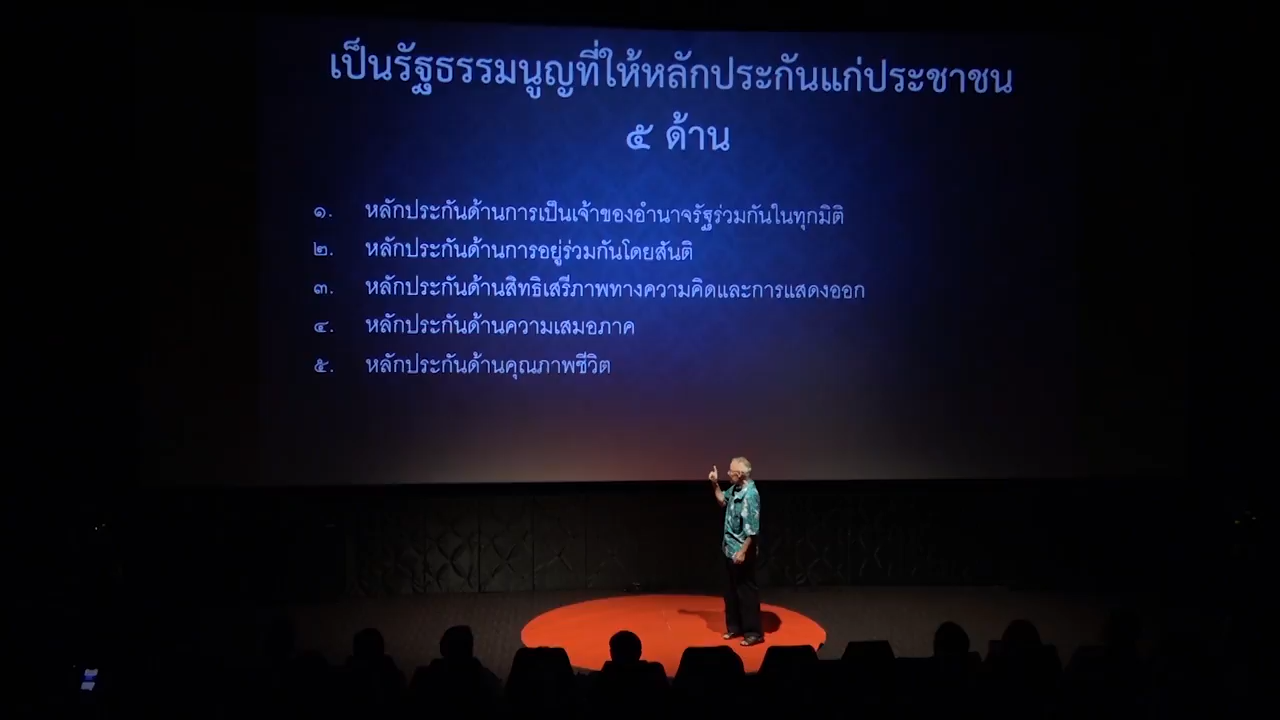 เป็นรัฐธรรมนูญที่ให้หลักประกันแก่ประชาชน
๕ ด้าน
๑. หลักประกันด้านการเป็นเจ้าของอำนาจรัฐร่วมกันในทุกมิติ
๒. หลักประกันด้านการอยู่ร่วมกันโดยสันติ
๓. หลักประกันด้านสิทธิเสรีภาพทางความคิดและการแสดงออก
๔. หลักประกันด้านความเสมอภาค
๕. หลักประกันด้านคุณภาพชีวิต